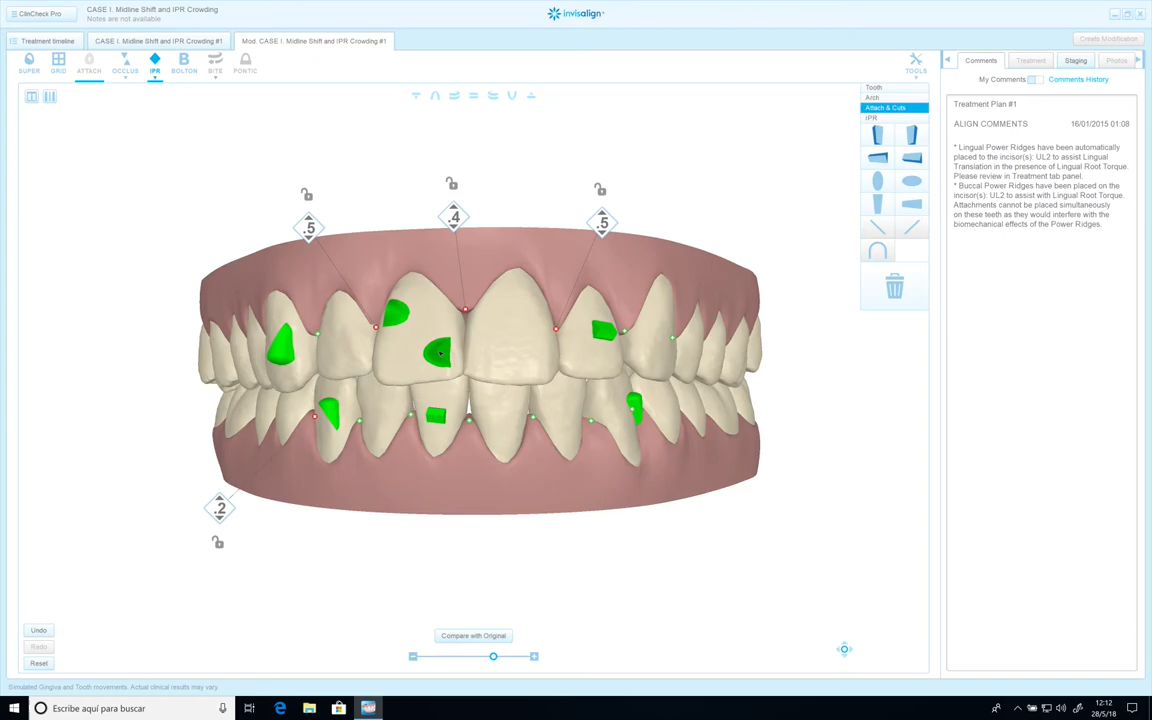 ClinCheck Pro
CASE I. Midline Shift and IPR Crowding
Notes are not available
invisalign
Treatment timeline
CASE I. Midline Shift and IPR Crowding #1
Mod. CASE I. Midline Shift and IPR Crowding #1
Create Modification
SUPER
GRID
ATTACH
OCCLUS
IPR
BOLTON
BITE
PONTIC
TOOLS
Comments
Treatment
Staging
Photos
My Comments
Comments History
Tooth
Arch
Attach & Cuts
IPR
Treatment Plan #1
ALIGN COMMENTS 16/01/2015 01:08
* Lingual Power Ridges have been automatically
placed to the incisor(s): UL2 to assist Lingual
Translation in the presence of Lingual Root Torque.
Please review in Treatment tab panel.
* Buccal Power Ridges have been placed on the
incisor(s): UL2 to assist with Lingual Root Torque.
Attachments cannot be placed simultaneously
on these teeth as they would interfere with the
biomechanical effects of the Power Ridges.
.5
.4
.5
.2
Undo
Redo
Reset
Compare with Original
Simulated Gingiva and Tooth movements. Actual clinical results may vary.
Escribe aquí para buscar
12:12
28/5/18